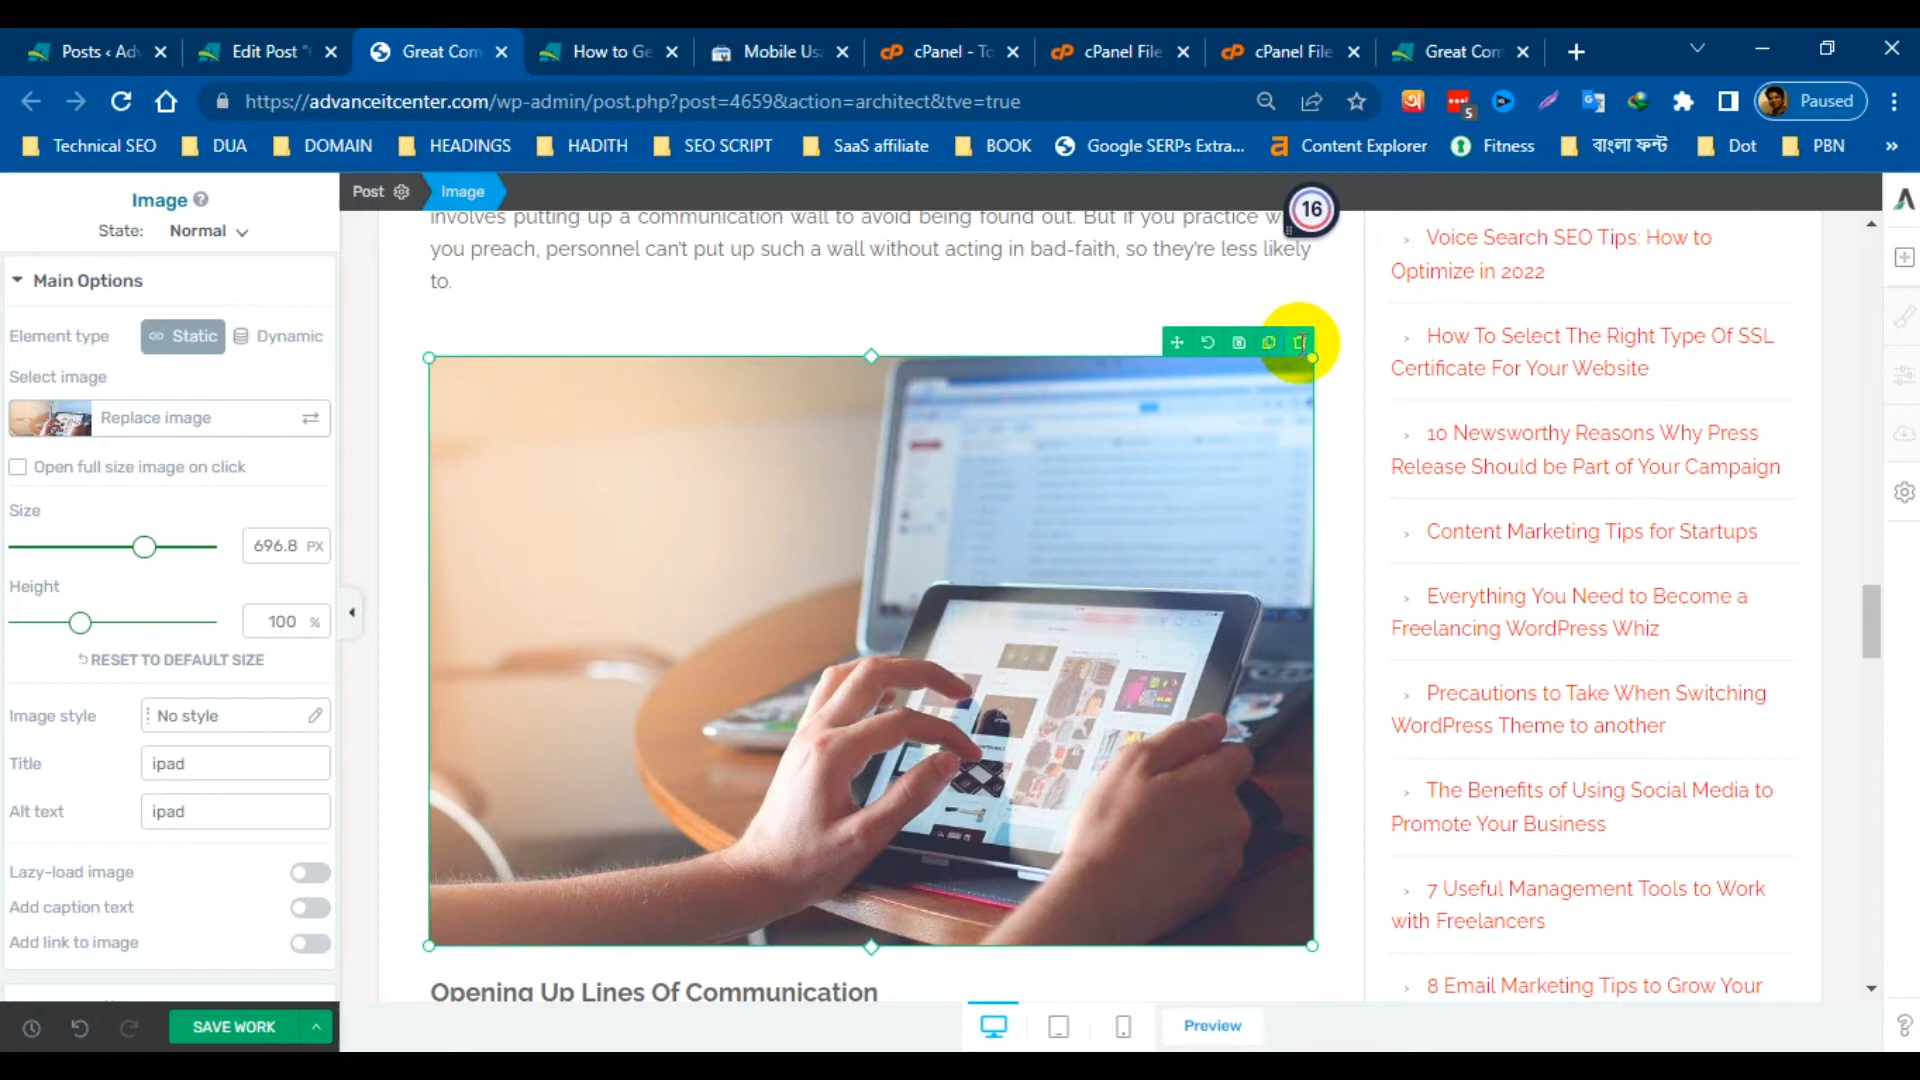 Posts ‹ Adv
Edit Post "G
Great Com
How to Ge
Mobile Us
cPanel - To
cPanel File
cPanel File
Great Com
https://advanceitcenter.com/wp-admin/post.php?post=4659&action=architect&tve=true
5
Paused
Technical SEO
DUA
DOMAIN
HEADINGS
HADITH
SEO SCRIPT
SaaS affiliate
BOOK
Google SERPs Extra...
Content Explorer
Fitness
বাংলা ফন্ট
Dot
PBN
»
Image
State: Normal
Main Options
Element type
Static
Dynamic
Select image
Replace image
Open full size image on click
Size
696.8 PX
Height
100 %
RESET TO DEFAULT SIZE
Image style
No style
Title
ipad
Alt text
ipad
Lazy-load image
Add caption text
Add link to image
SAVE WORK
Post
Image
16
involves putting up a communication wall to avoid being found out. But if you practice
you preach, personnel can't put up such a wall without acting in bad-faith, so they're less likely
to.
Opening Up Lines Of Communication
Preview
Voice Search SEO Tips: How to
Optimize in 2022
How To Select The Right Type Of SSL
Certificate For Your Website
10 Newsworthy Reasons Why Press
Release Should be Part of Your Campaign
Content Marketing Tips for Startups
Everything You Need to Become a
Freelancing WordPress Whiz
Precautions to Take When Switching
WordPress Theme to another
The Benefits of Using Social Media to
Promote Your Business
7 Useful Management Tools to Work
with Freelancers
8 Email Marketing Tips to Grow Your